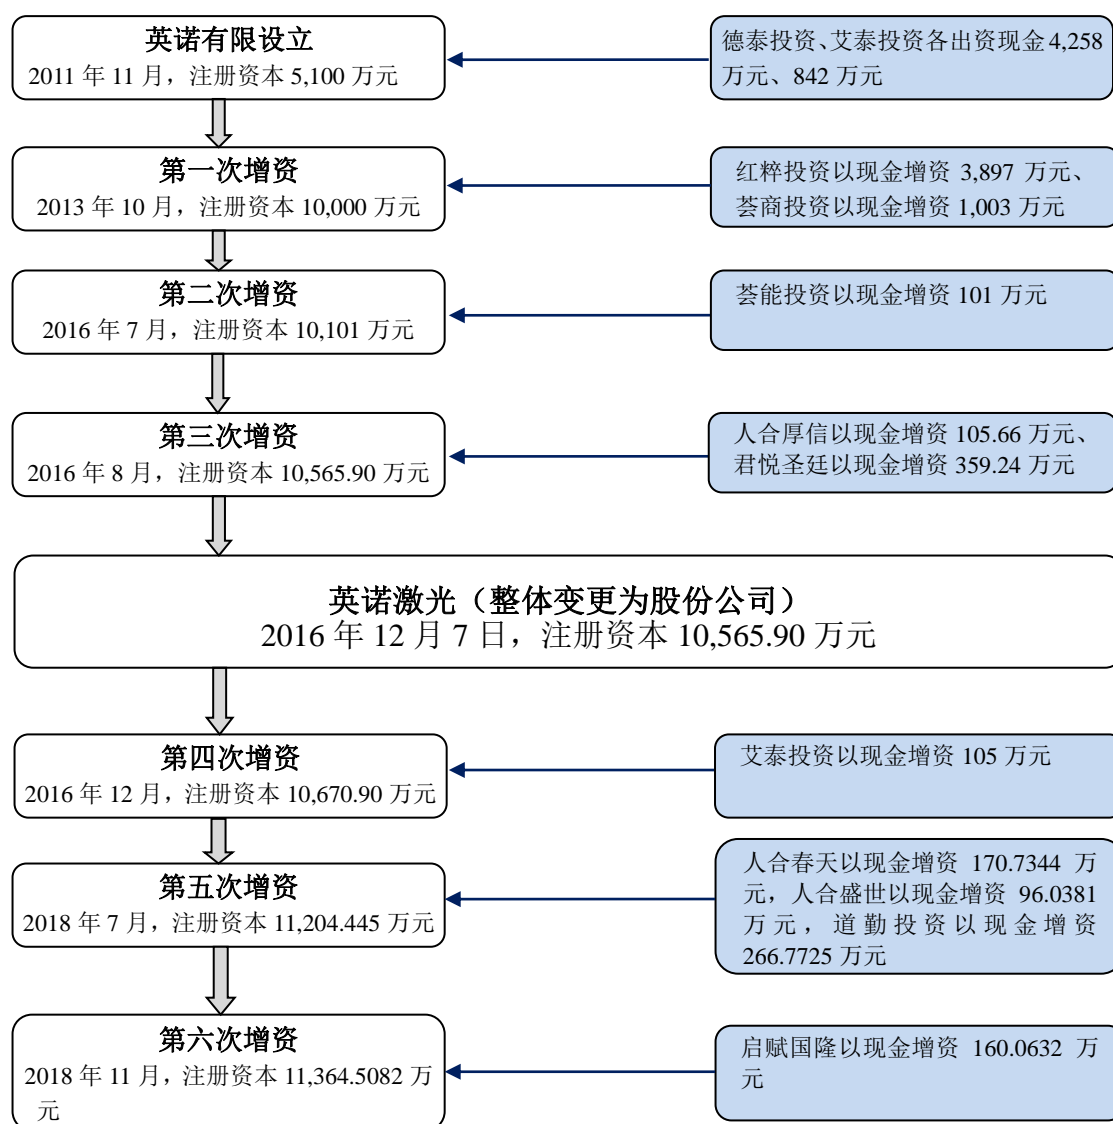 英诺有限设立
2011 年 11 月，注册资本 5,100 万元
德泰投资、艾泰投资各出资现金 4,258
万元、842 万元
第一次增资
2013 年 10 月，注册资本 10,000 万元
红粹投资以现金增资 3,897 万元、
荟商投资以现金增资 1,003 万元
第二次增资
2016 年 7 月，注册资本 10,101 万元
荟能投资以现金增资 101 万元
第三次增资
2016 年 8 月，注册资本 10,565.90 万元
人合厚信以现金增资 105.66 万元、
君悦圣廷以现金增资 359.24 万元
英诺激光（整体变更为股份公司）
2016 年 12 月 7 日，注册资本 10,565.90 万元
第四次增资
2016 年 12 月，注册资本 10,670.90 万元
艾泰投资以现金增资 105 万元
第五次增资
2018 年 7 月，注册资本 11,204.445 万元
人合春天以现金增资 170.7344 万
元，人合盛世以现金增资 96.0381
万元，道勤投资以现金增资
266.7725 万元
第六次增资
2018 年 11 月，注册资本 11,364.5082 万
元
启赋国隆以现金增资 160.0632 万
元